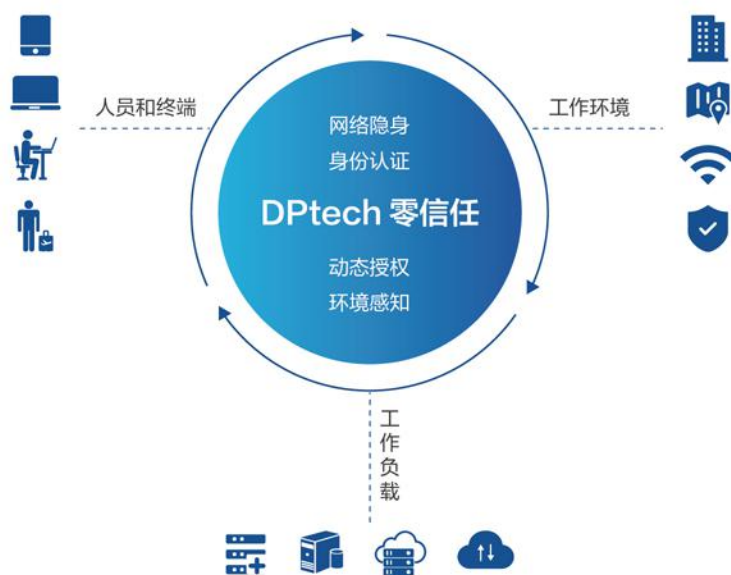 人员和终端
工作环境
网络隐身
身份认证
DPtech 零信任
动态授权
环境感知
工作负载